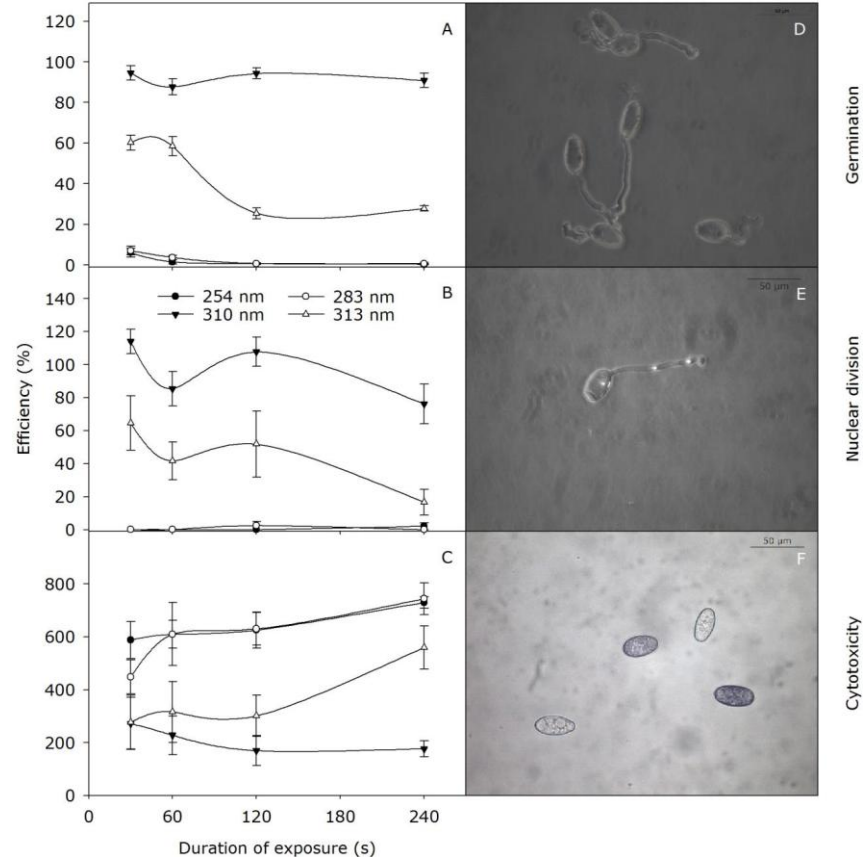 120
100
80
60
40
20
0
A
D
Germination
140
120
100
80
60
40
20
0
B
254 nm 283 nm
310 nm 313 nm
50 µm
E
Efficiency (%)
Nuclear division
800
600
400
200
0
C
50 µm
F
Cytotoxicity
0 60 120 180 240
Duration of exposure (s)